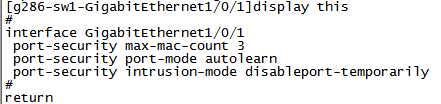 [g286-sw1-GigabitEthernet1/0/1]display this
#
interface GigabitEthernet1/0/1
 port-security max-mac-count 3
 port-security port-mode autolearn
 port-security intrusion-mode disableport-temporarily
#
return